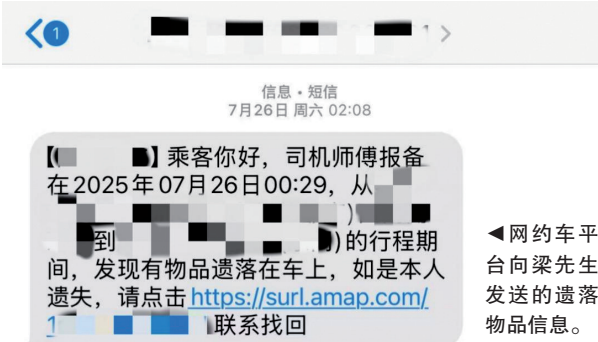 1
信息·短信
7月26日 周六 02:08
【 】乘客你好，司机师傅报备
在2025年07月26日00:29，从
)
到 )的行程期
间，发现有物品遗落在车上，如是本人
遗失，请点击https://surl.amap.com/
1 联系找回
◀网约车平
台向梁先生
发送的遗落
物品信息。